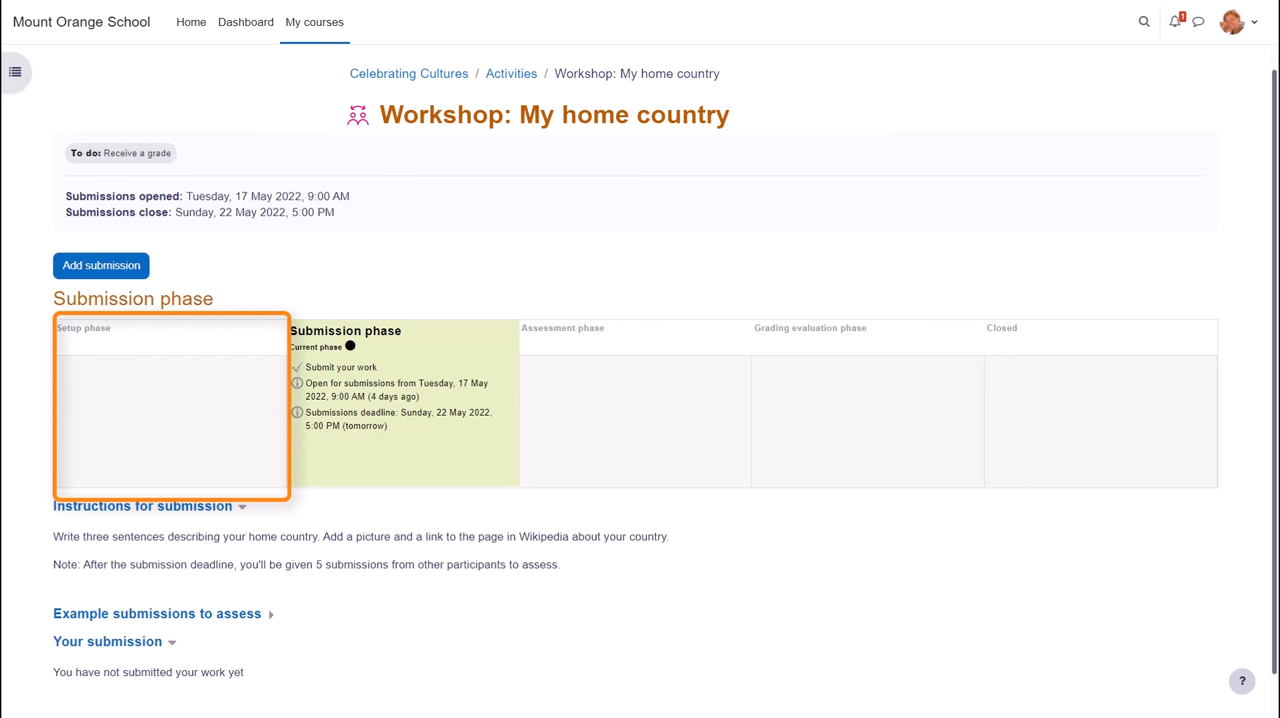 Mount Orange School Home Dashboard My courses 1
Celebrating Cultures / Activities / Workshop: My home country
Workshop: My home country
To do: Receive a grade
Submissions opened: Tuesday, 17 May 2022, 9:00 AM
Submissions close: Sunday, 22 May 2022, 5:00 PM
Add submission
Submission phase
Setup phase
Submission phase
Current phase
Submit your work
Open for submissions from Tuesday, 17 May
2022, 9:00 AM (4 days ago)
Submissions deadline: Sunday, 22 May 2022,
5:00 PM (tomorrow)
Assessment phase
Grading evaluation phase
Closed
Instructions for submission
Write three sentences describing your home country. Add a picture and a link to the page in Wikipedia about your country.
Note: After the submission deadline, you'll be given 5 submissions from other participants to assess.
Example submissions to assess
Your submission
You have not submitted your work yet
?